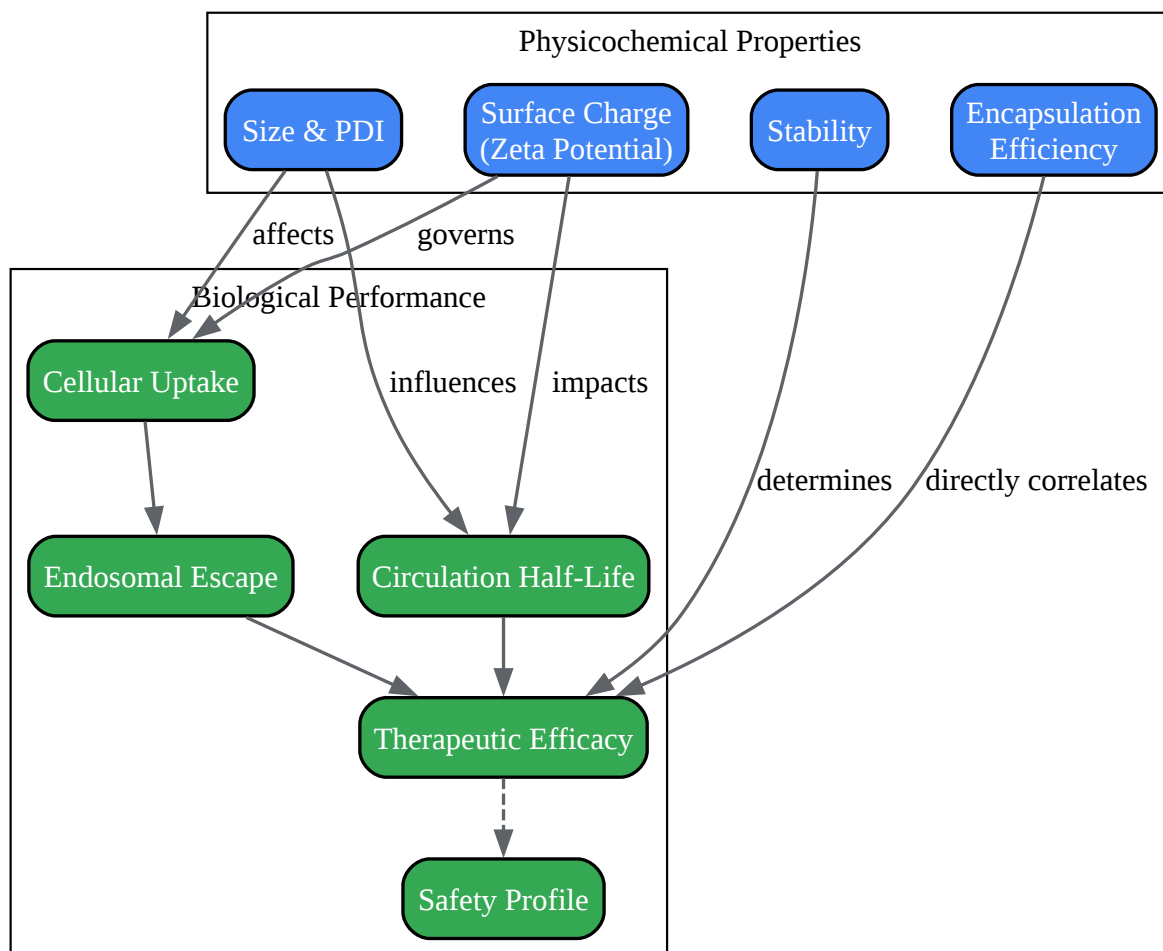 Physicochemical Properties
Size & PDI
Surface Charge
(Zeta Potential)
Stability
Encapsulation
Efficiency
affects
governs
Biological Performance
Cellular Uptake
influences
impacts
determines
directly correlates
Endosomal Escape
Circulation Half-Life
Therapeutic Efficacy
Safety Profile